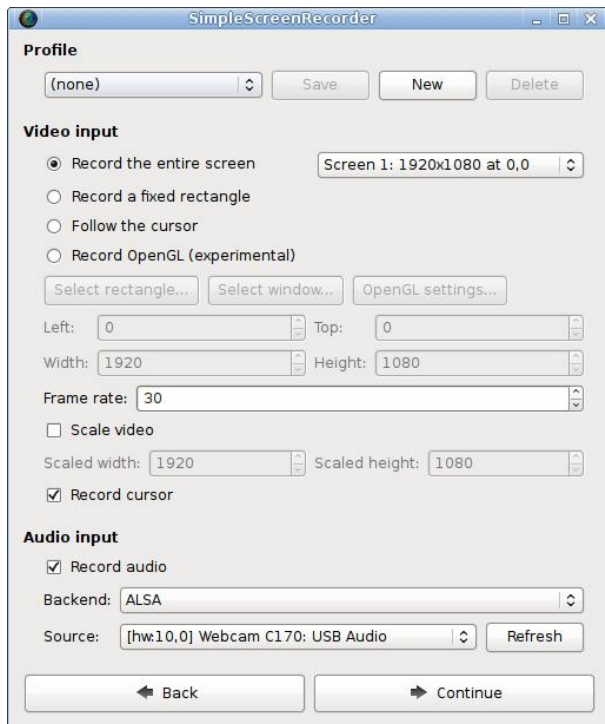 SimpleScreenRecorder
Profile
(none) Save New Delete
Video input
Record the entire screen Screen 1: 1920x1080 at 0,0
Record a fixed rectangle
Follow the cursor
Record OpenGL (experimental)
Select rectangle... Select window... OpenGL settings...
Left: 0 Top: 0
Width: 1920 Height: 1080
Frame rate: 30
Scale video
Scaled width: 1920 Scaled height: 1080
Record cursor
Audio input
Record audio
Backend: ALSA
Source: [hw:10,0] Webcam C170: USB Audio Refresh
Back Continue